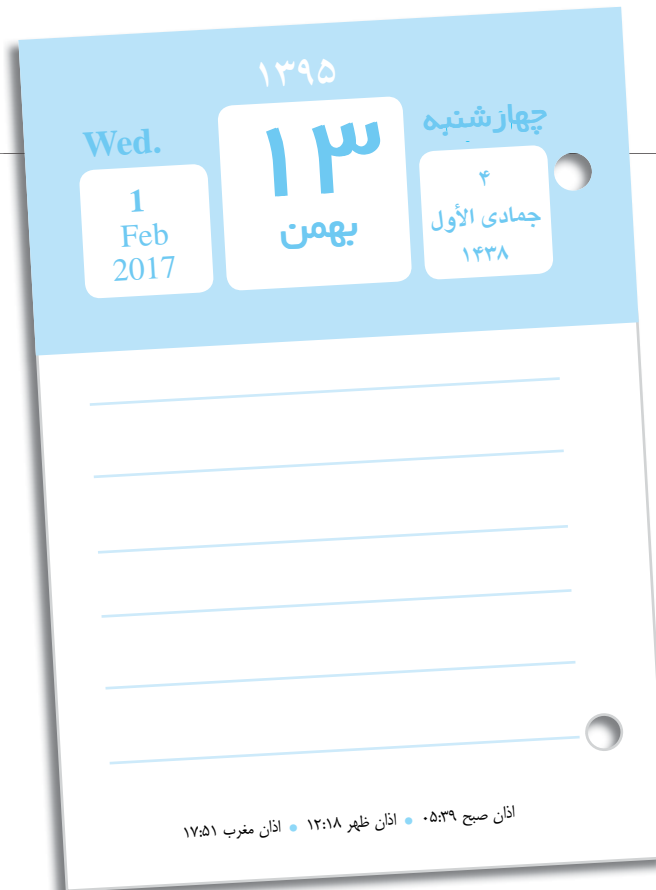 ۱۳۹۵
چهارشنبه
۴
جمادی الأول
۱۴۳۸
۱۳
بهمن
Wed.
1
Feb
2017
اذان صبح ۰۵:۳۹ • اذان ظهر ۱۲:۱۸ • اذان مغرب ۱۷:۵۱